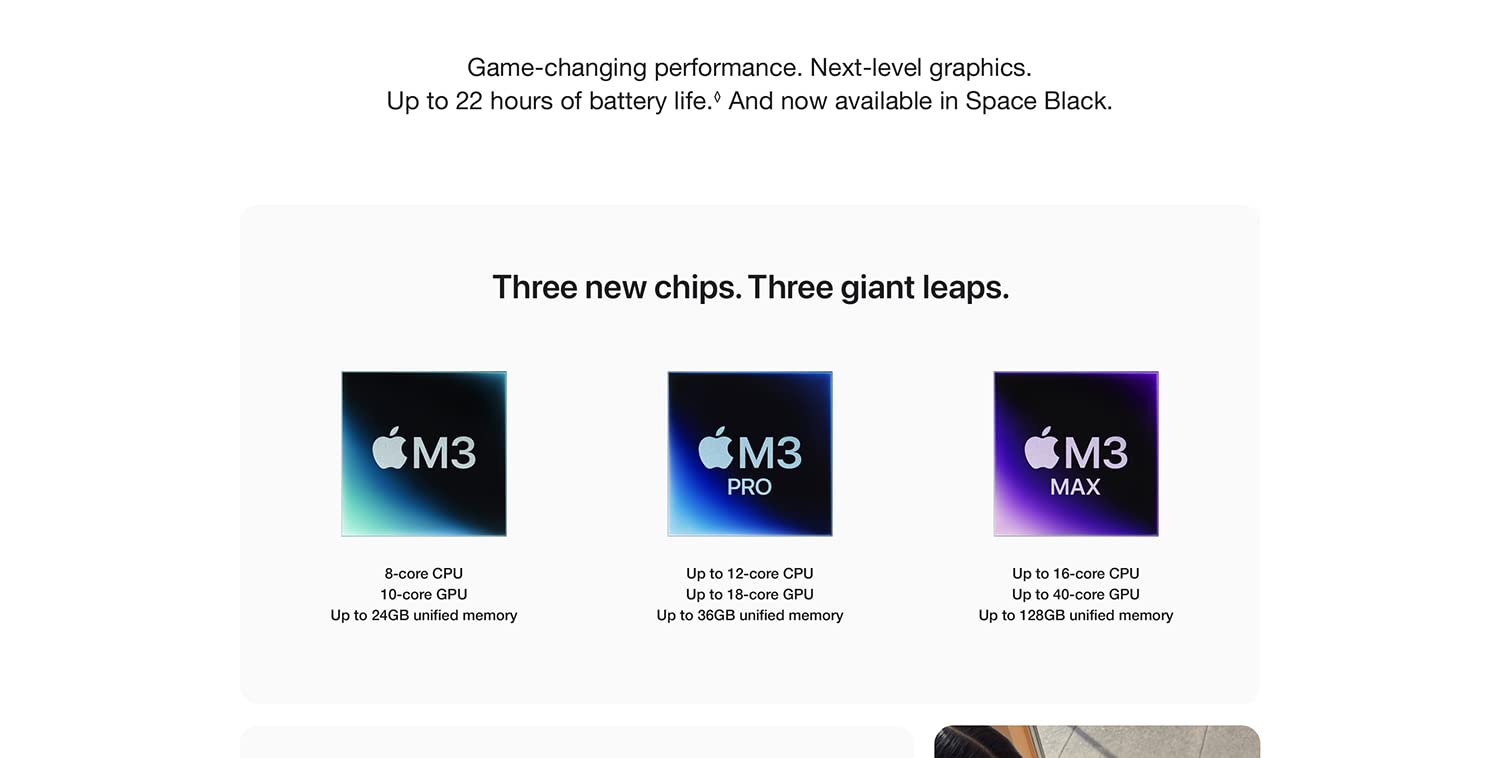 Game-changing performance. Next-level graphics.
Up to 22 hours of battery life.◊ And now available in Space Black.
Three new chips. Three giant leaps.
M3
M3
PRO
M3
MAX
8-core CPU
10-core GPU
Up to 24GB unified memory
Up to 12-core CPU
Up to 18-core GPU
Up to 36GB unified memory
Up to 16-core CPU
Up to 40-core GPU
Up to 128GB unified memory